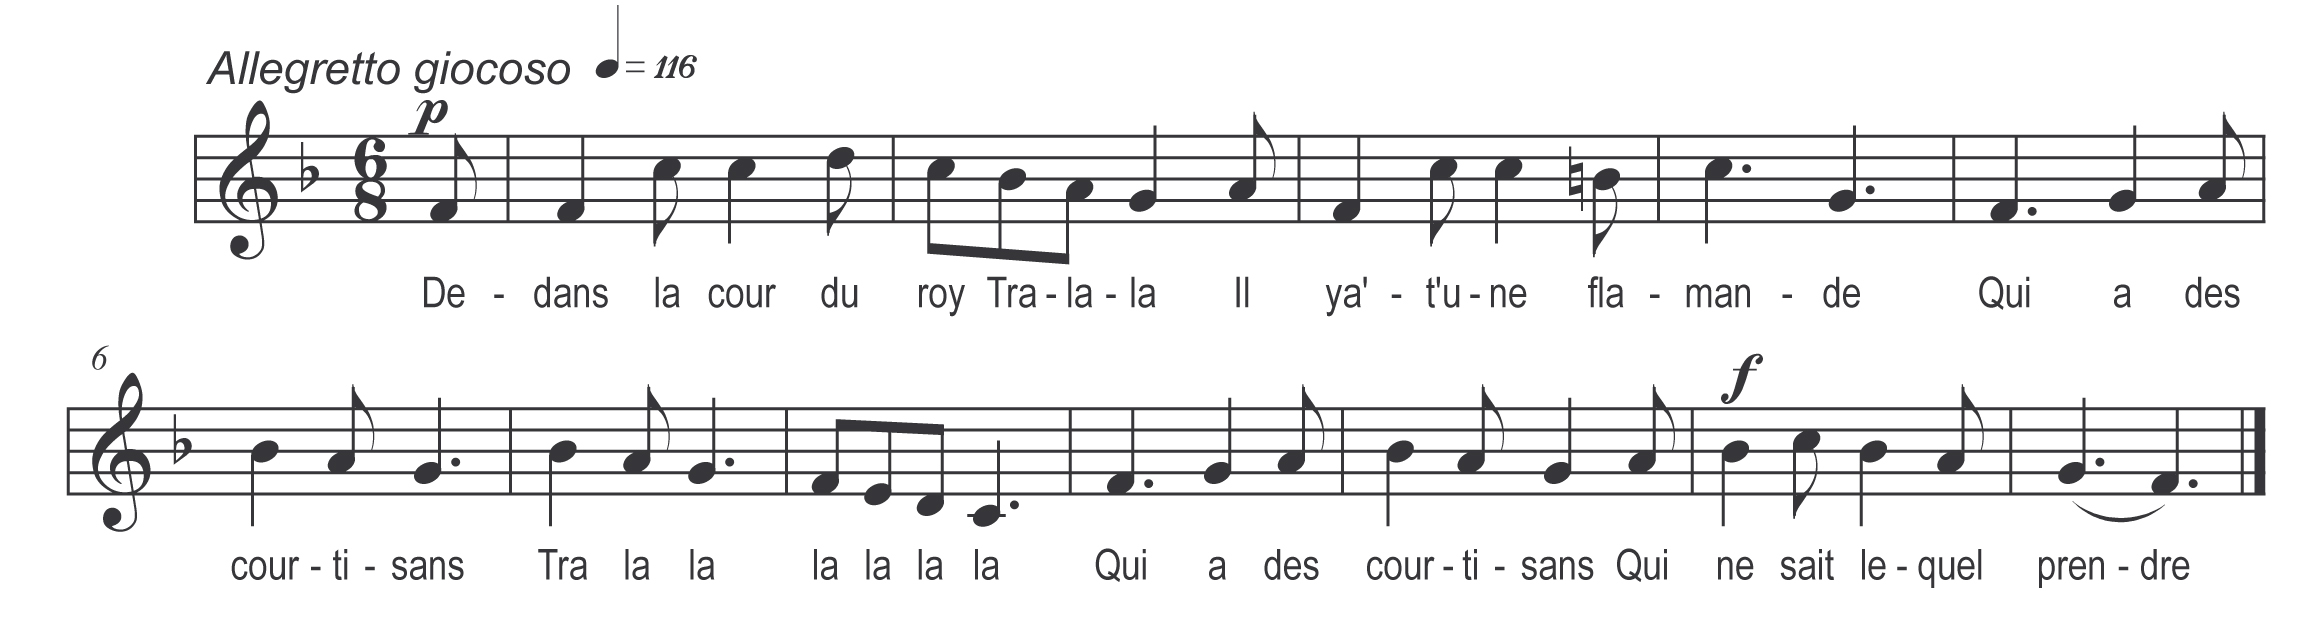 Allegretto giocoso ♩= 116
p
6
8
De - dans la cour du roy Tra - la - la Il ya' - t'u - ne fla - man - de Qui a des
6
f
cour - ti - sans Tra la la la la la la Qui a des cour - ti - sans Qui ne sait le - quel pren - dre